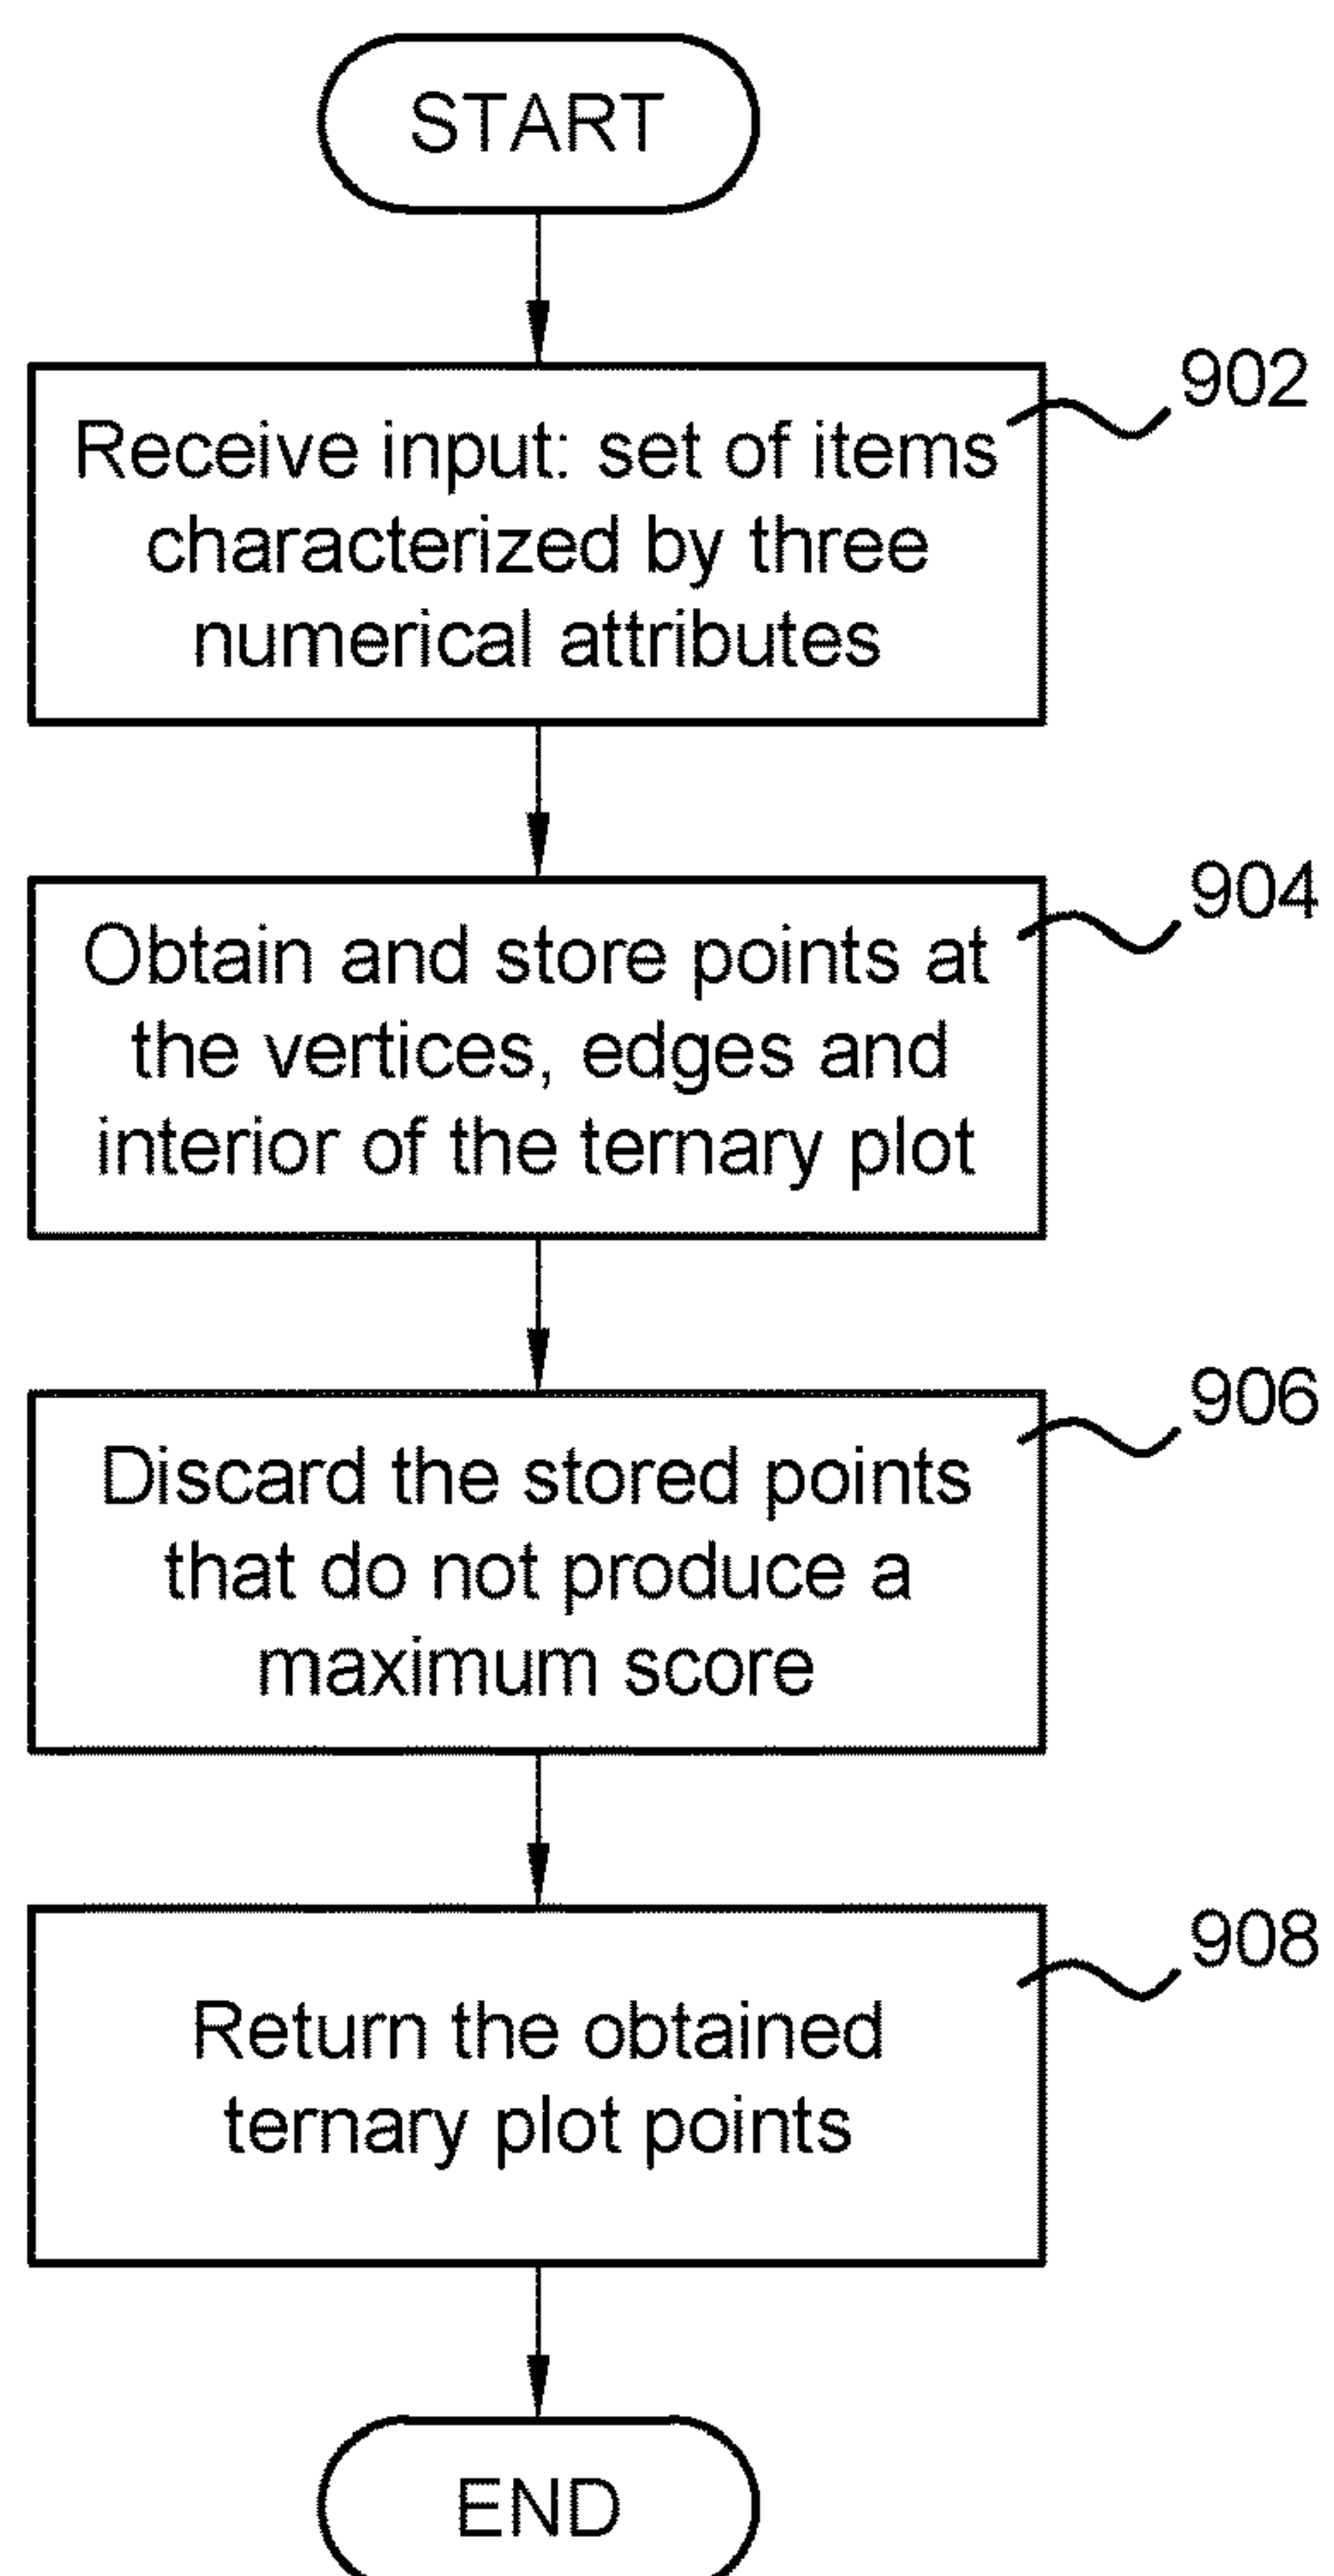 START
902
Receive input: set of items
characterized by three
numerical attributes
904
Obtain and store points at
the vertices, edges and
interior of the ternary plot
906
Discard the stored points
that do not produce a
maximum score
908
Return the obtained
ternary plot points
END